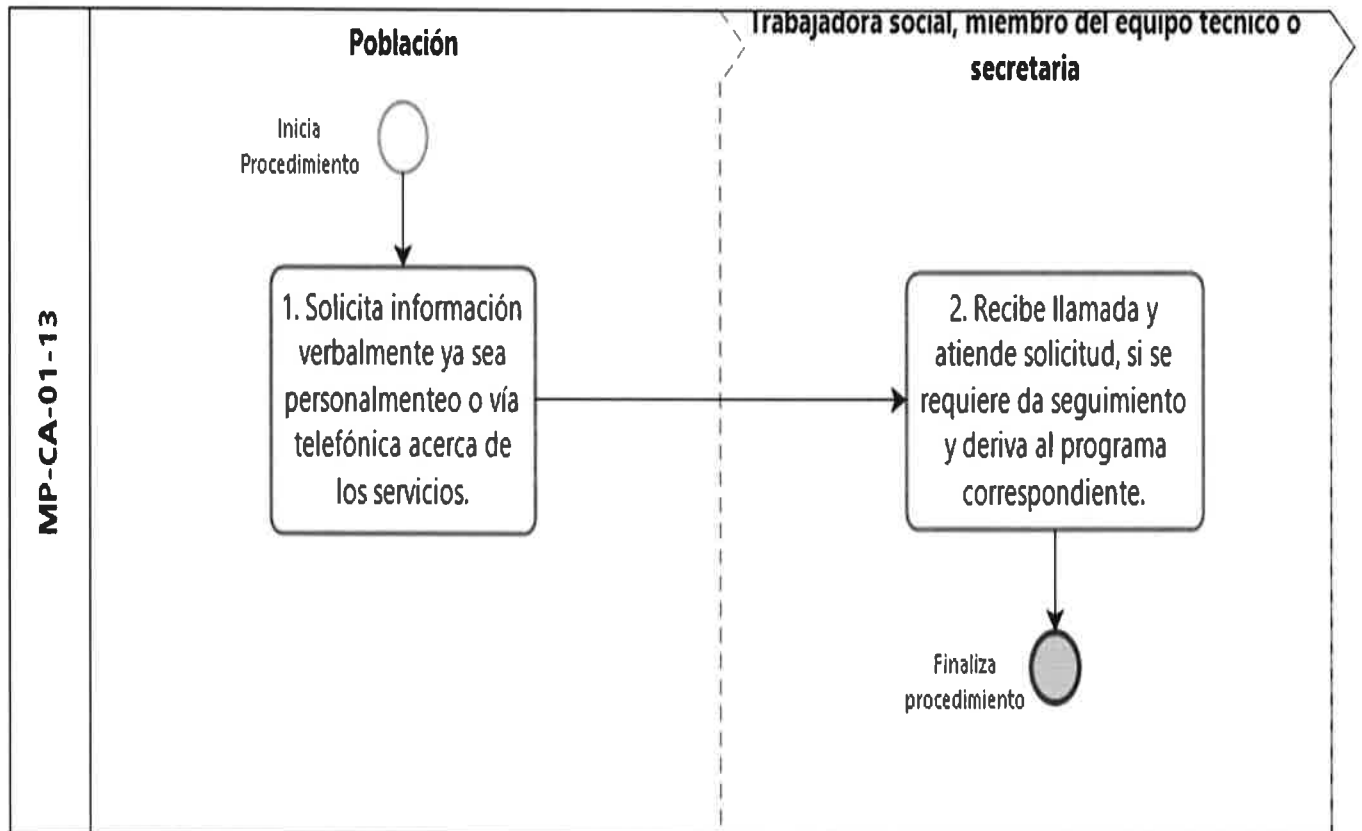 MP-CA-01-13
Población
Trabajadora social, miembro del equipo técnico o
secretaria
Inicia
Procedimiento
1. Solicita información
verbalmente ya sea
personalmenteo o vía
telefónica acerca de
los servicios.
2. Recibe llamada y
atiende solicitud, si se
requiere da seguimiento
y deriva al programa
correspondiente.
Finaliza
procedimiento